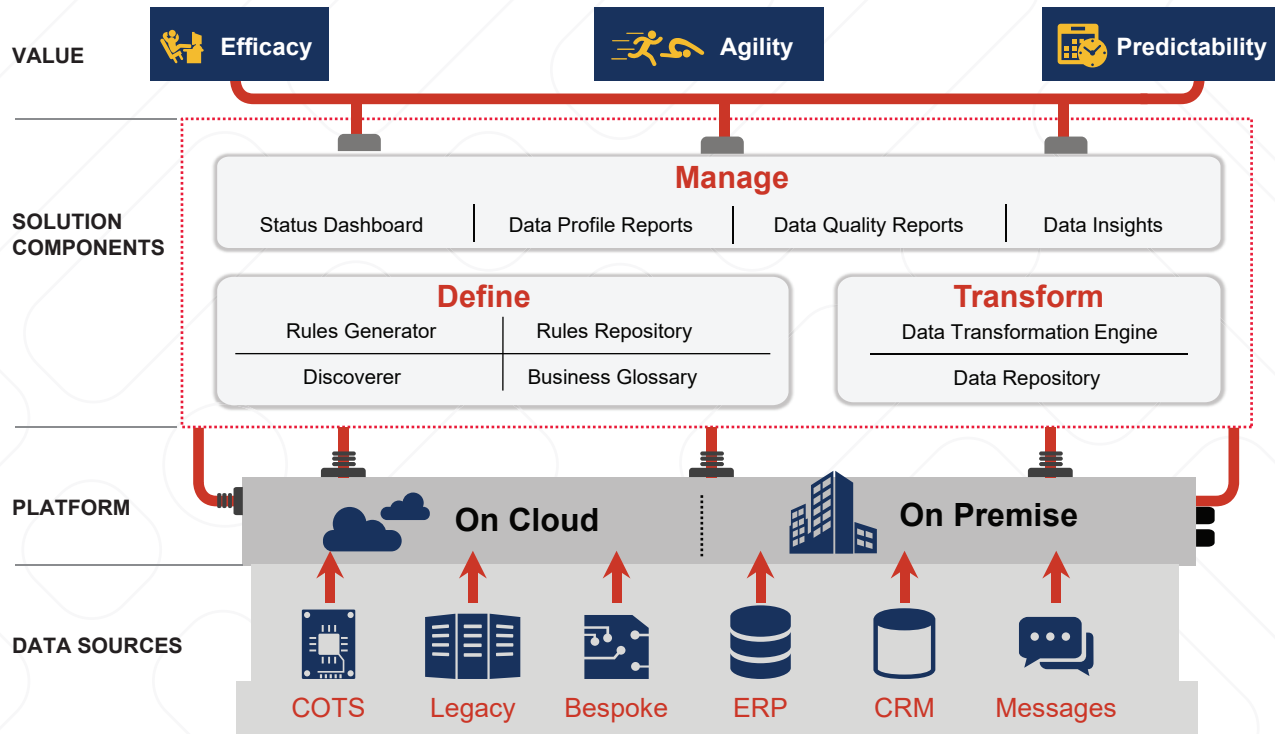 VALUE
Efficacy
Agility
Predictability
SOLUTION
COMPONENTS
Manage
Status Dashboard
Data Profile Reports
Data Quality Reports
Data Insights
Define
Rules Generator
Rules Repository
Discoverer
Business Glossary
Transform
Data Transformation Engine
Data Repository
PLATFORM
On Cloud
On Premise
DATA SOURCES
COTS
Legacy
Bespoke
ERP
CRM
Messages